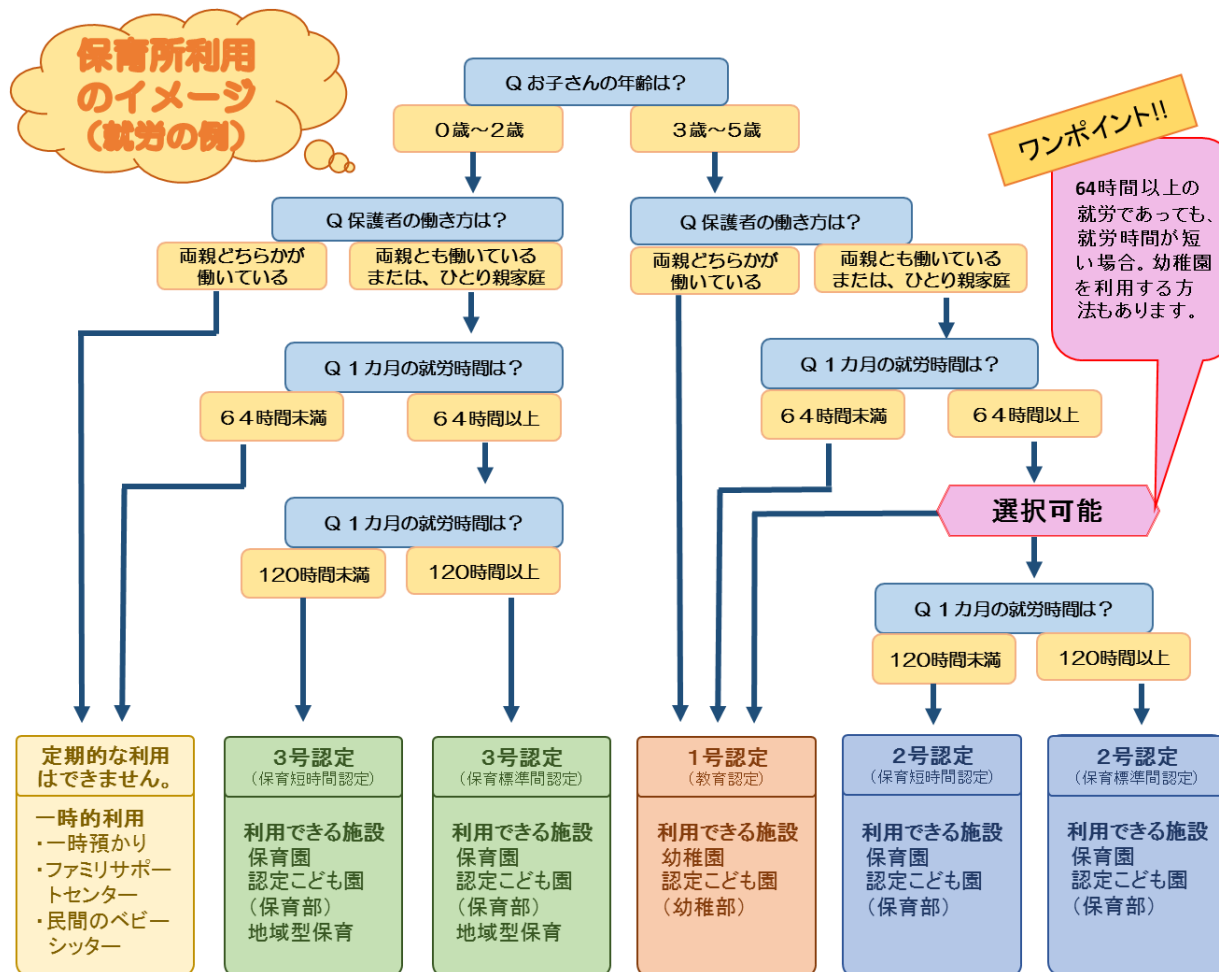 保育所利用
のイメージ
(就労の例)
Q お子さんの年齢は?
0歳~2歳
3歳~5歳
ワンポイント!!
64時間以上の
就労であっても、
就労時間が短
い場合。幼稚園
を利用する方
法もあります。
Q 保護者の働き方は?
両親どちらかが
働いている
両親とも働いている
または、ひとり親家庭
Q 保護者の働き方は?
両親どちらかが
働いている
両親とも働いている
または、ひとり親家庭
Q 1カ月の就労時間は?
64時間未満
64時間以上
Q 1カ月の就労時間は?
64時間未満
64時間以上
選択可能
Q 1カ月の就労時間は?
120時間未満
120時間以上
Q 1カ月の就労時間は?
120時間未満
120時間以上
定期的な利用
はできません。
一時的利用
・一時預かり
・ファミリサポー
トセンター
・民間のベビー
シッター
3号認定
(保育短時間認定)
利用できる施設
保育園
認定こども園
(保育部)
地域型保育
3号認定
(保育標準間認定)
利用できる施設
保育園
認定こども園
(保育部)
地域型保育
1号認定
(教育認定)
利用できる施設
幼稚園
認定こども園
(幼稚部)
2号認定
(保育短時間認定)
利用できる施設
保育園
認定こども園
(保育部)
2号認定
(保育標準間認定)
利用できる施設
保育園
認定こども園
(保育部)